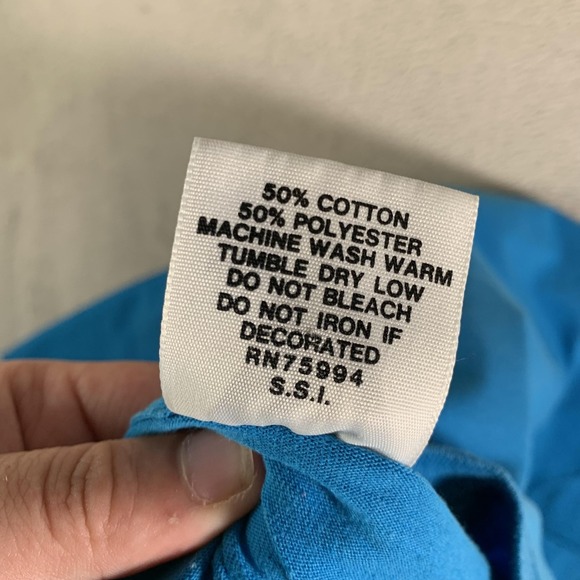 50% COTTON
50% POLYESTER
MACHINE WASH WARM
TUMBLE DRY LOW
DO NOT BLEACH
DO NOT IRON IF
DECORATED
RN75994
S.S.I.